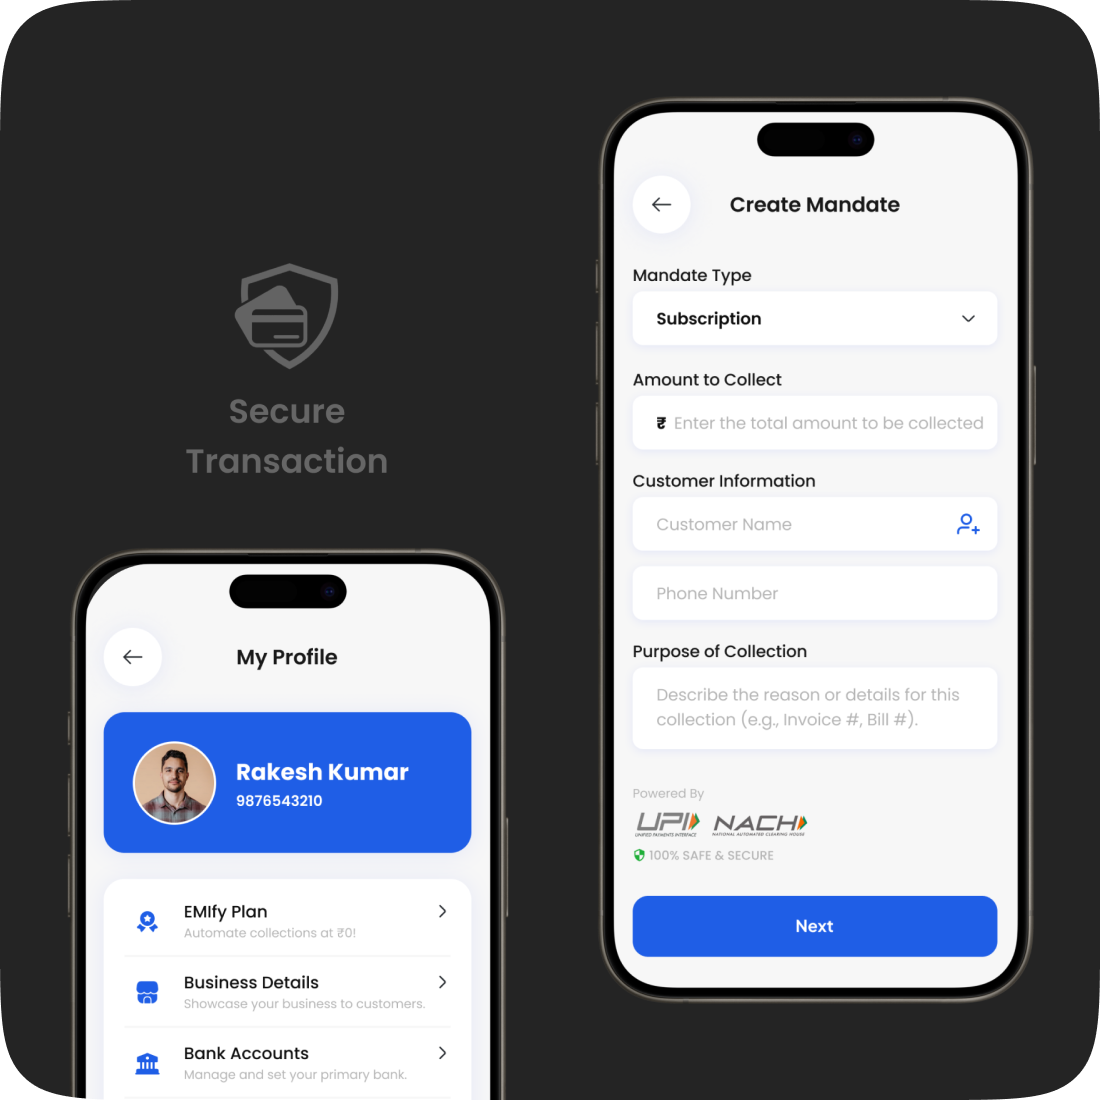 Secure
Transaction
My Profile
Rakesh Kumar
9876543210
EMIfy Plan
Automate collections at ₹0!
Business Details
Showcase your business to customers.
Bank Accounts
Manage and set your primary bank.
Create Mandate
Mandate Type
Subscription
Amount to Collect
₹ Enter the total amount to be collected
Customer Information
Customer Name
Phone Number
Purpose of Collection
Describe the reason or details for this
collection (e.g., Invoice #, Bill #).
Powered By
UPI NACH
UNIFIED PAYMENTS INTERFACE NATIONAL AUTOMATED CLEARING HOUSE
100% SAFE & SECURE
Next